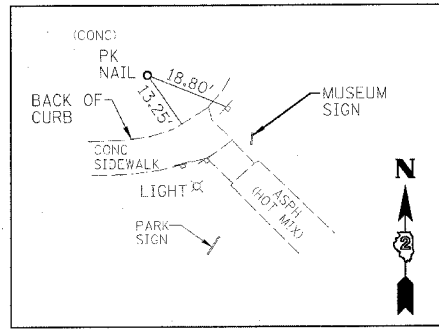 (CONC)
PK
NAIL
18.80'
13.25'
BACK OF
CURB
MUSEUM
SIGN
CONC
SIDEWALK
LIGHT
ASPH
(HOT MIX)
PARK
SIGN
N
2